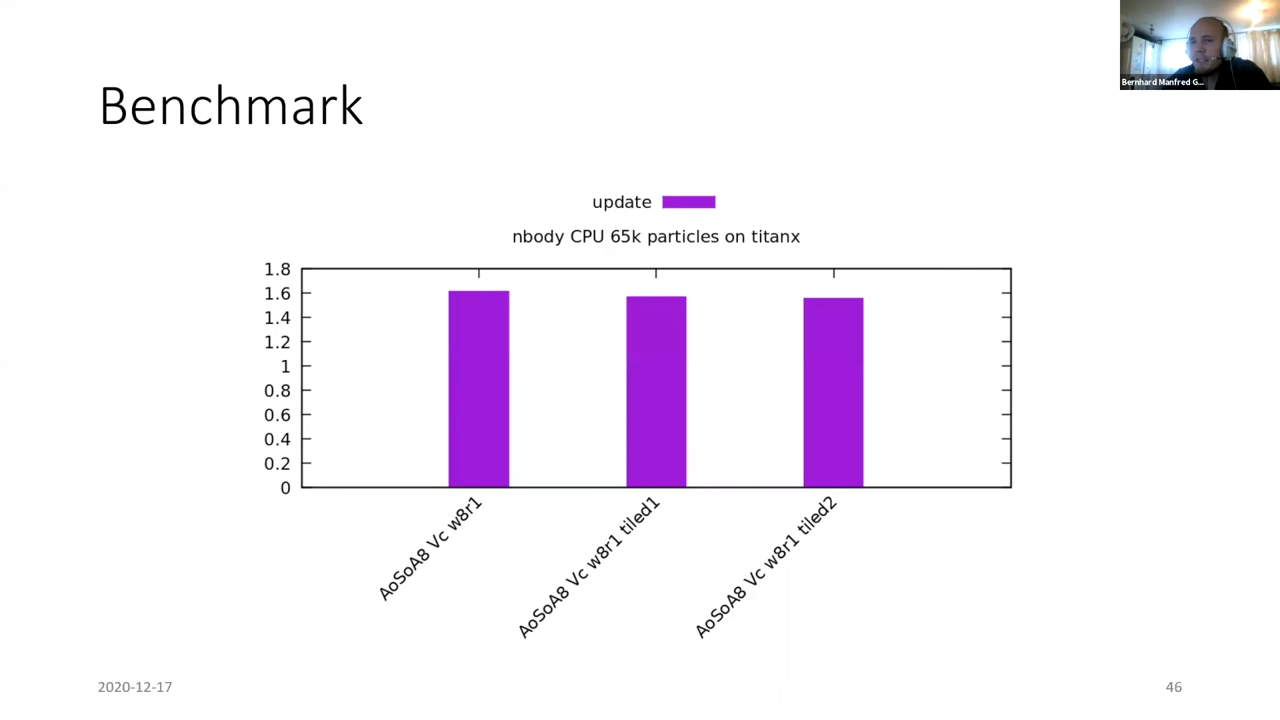 Bernhard Manfred G...
Benchmark
update
nbody CPU 65k particles on titanx
1.8
1.6
1.4
1.2
1
0.8
0.6
0.4
0.2
0
AoSoA8 Vc w8r1
AoSoA8 Vc w8r1 tiled1
AoSoA8 Vc w8r1 tiled2
2020-12-17
46